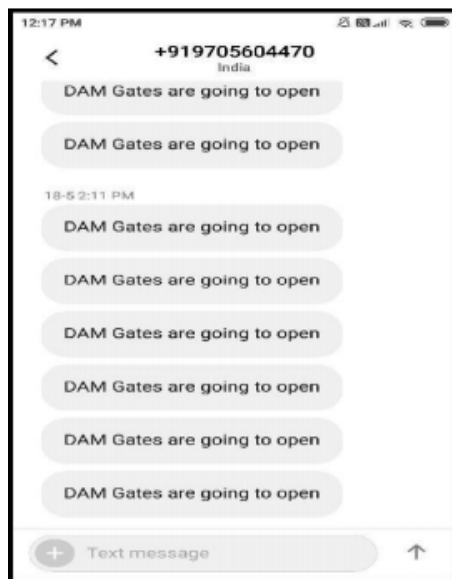 12:17 PM
+919705604470
India
DAM Gates are going to open
DAM Gates are going to open
18-5 2:11 PM
DAM Gates are going to open
DAM Gates are going to open
DAM Gates are going to open
DAM Gates are going to open
DAM Gates are going to open
DAM Gates are going to open
Text message